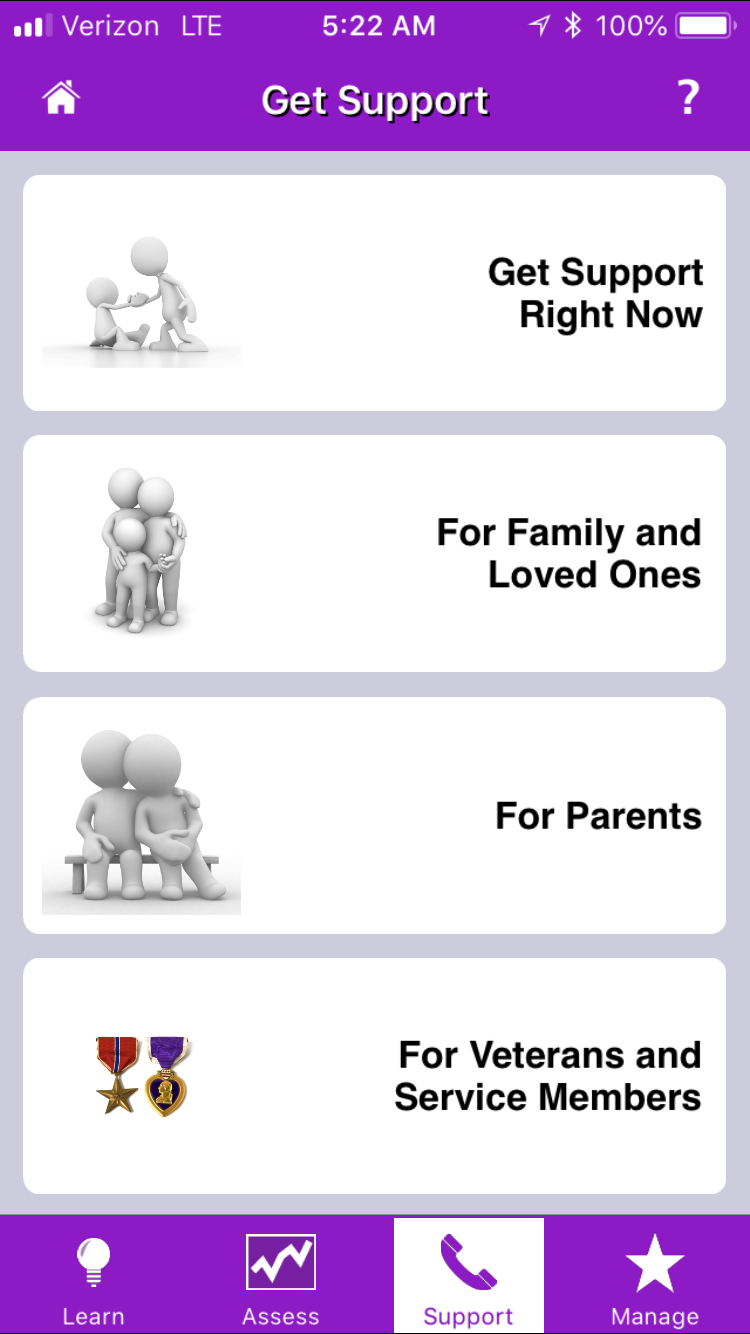 Verizon LTE 5:22 AM 100%
Get Support ?
Get Support
Right Now
For Family and
Loved Ones
For Parents
For Veterans and
Service Members
Learn Assess Support Manage